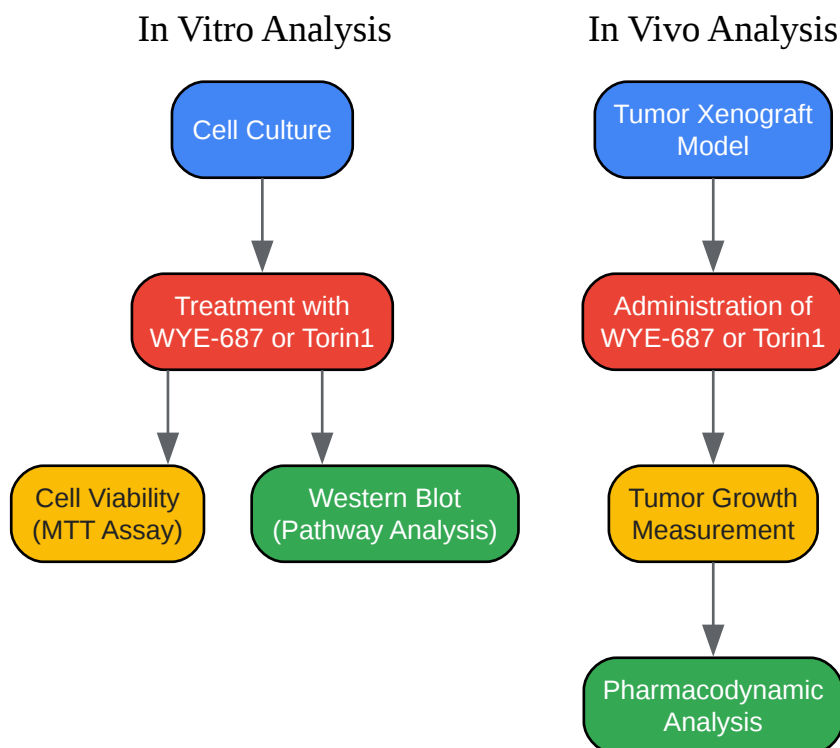 In Vitro Analysis
Cell Culture
Treatment with
WYE-687 or Torin1
Cell Viability
(MTT Assay)
Western Blot
(Pathway Analysis)
In Vivo Analysis
Tumor Xenograft
Model
Administration of
WYE-687 or Torin1
Tumor Growth
Measurement
Pharmacodynamic
Analysis